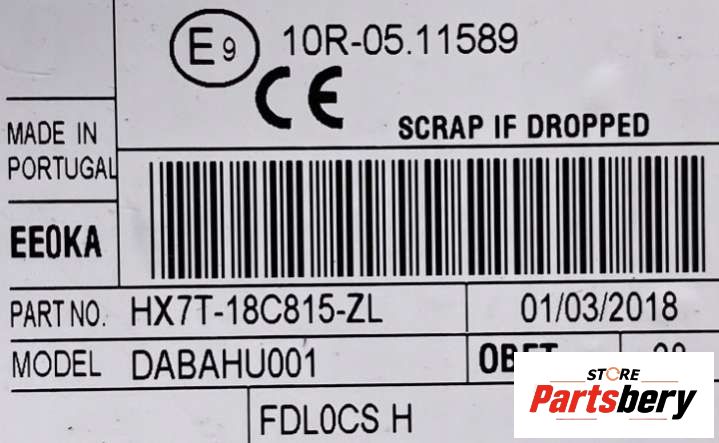 E9 10R-05.11589
CE
SCRAP IF DROPPED
MADE IN
PORTUGAL
EE0KA
PART NO. HX7T-18C815-ZL 01/03/2018
MODEL DABAHU001
FDL0CS H
STORE
Partsbery